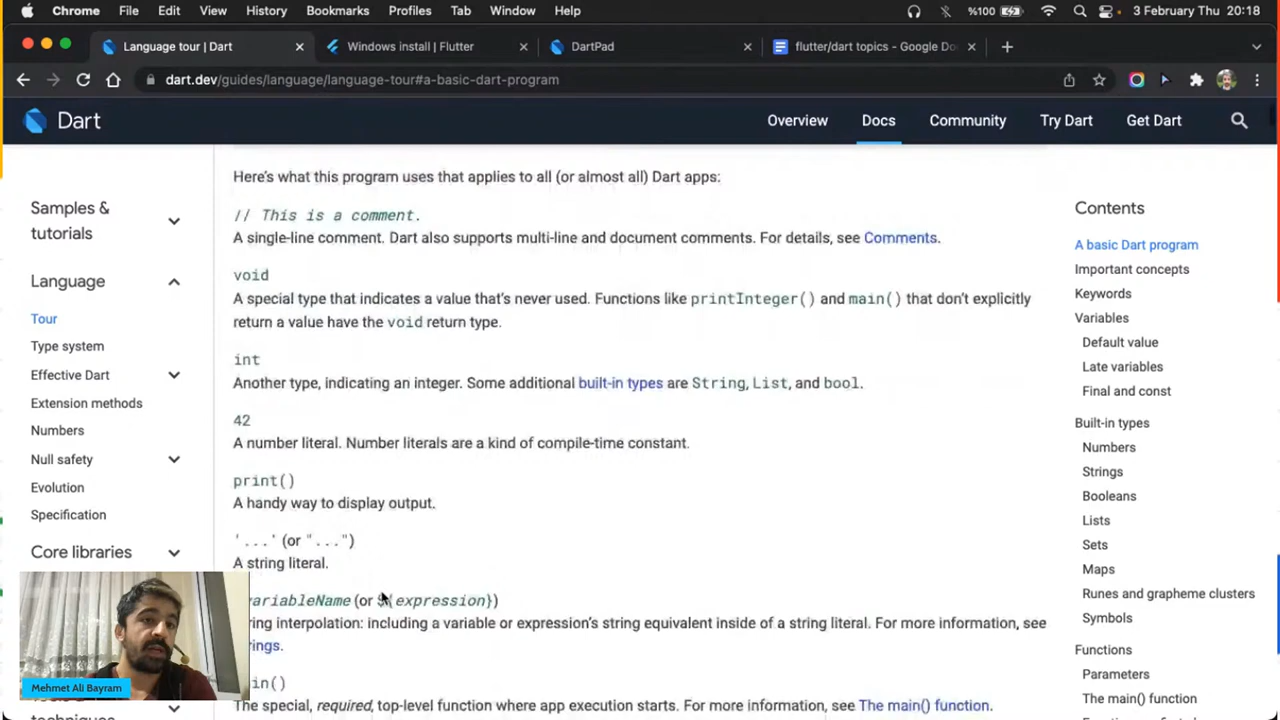 Chrome File Edit View History Bookmarks Profiles Tab Window Help %100 3 February Thu 20:18
Language tour | Dart Windows install | Flutter DartPad flutter/dart topics - Google Do
dart.dev/guides/language/language-tour#a-basic-dart-program
Dart Overview Docs Community Try Dart Get Dart
Samples &
tutorials
Language
Tour
Type system
Effective Dart
Extension methods
Numbers
Null safety
Evolution
Specification
Core libraries
techniques
Here's what this program uses that applies to all (or almost all) Dart apps:
// This is a comment.
A single-line comment. Dart also supports multi-line and document comments. For details, see Comments.
void
A special type that indicates a value that's never used. Functions like printInteger() and main() that don't explicitly
return a value have the void return type.
int
Another type, indicating an integer. Some additional built-in types are String, List, and bool.
42
A number literal. Number literals are a kind of compile-time constant.
print()
A handy way to display output.
'...' (or "...")
A string literal.
variableName (or ${expression})
ring interpolation: including a variable or expression's string equivalent inside of a string literal. For more information, see
rings.
in()
The special, required, top-level function where app execution starts. For more information, see The main() function.
Contents
A basic Dart program
Important concepts
Keywords
Variables
Default value
Late variables
Final and const
Built-in types
Numbers
Strings
Booleans
Lists
Sets
Maps
Runes and grapheme clusters
Symbols
Functions
Parameters
The main() function
Mehmet Ali Bayram